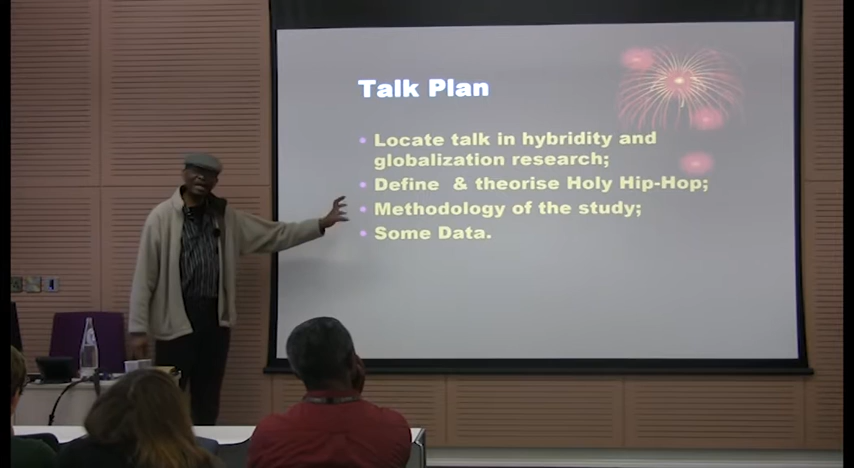 Talk Plan
Locate talk in hybridity and
globalization research;
Define & theorise Holy Hip-Hop;
Methodology of the study;
Some Data.